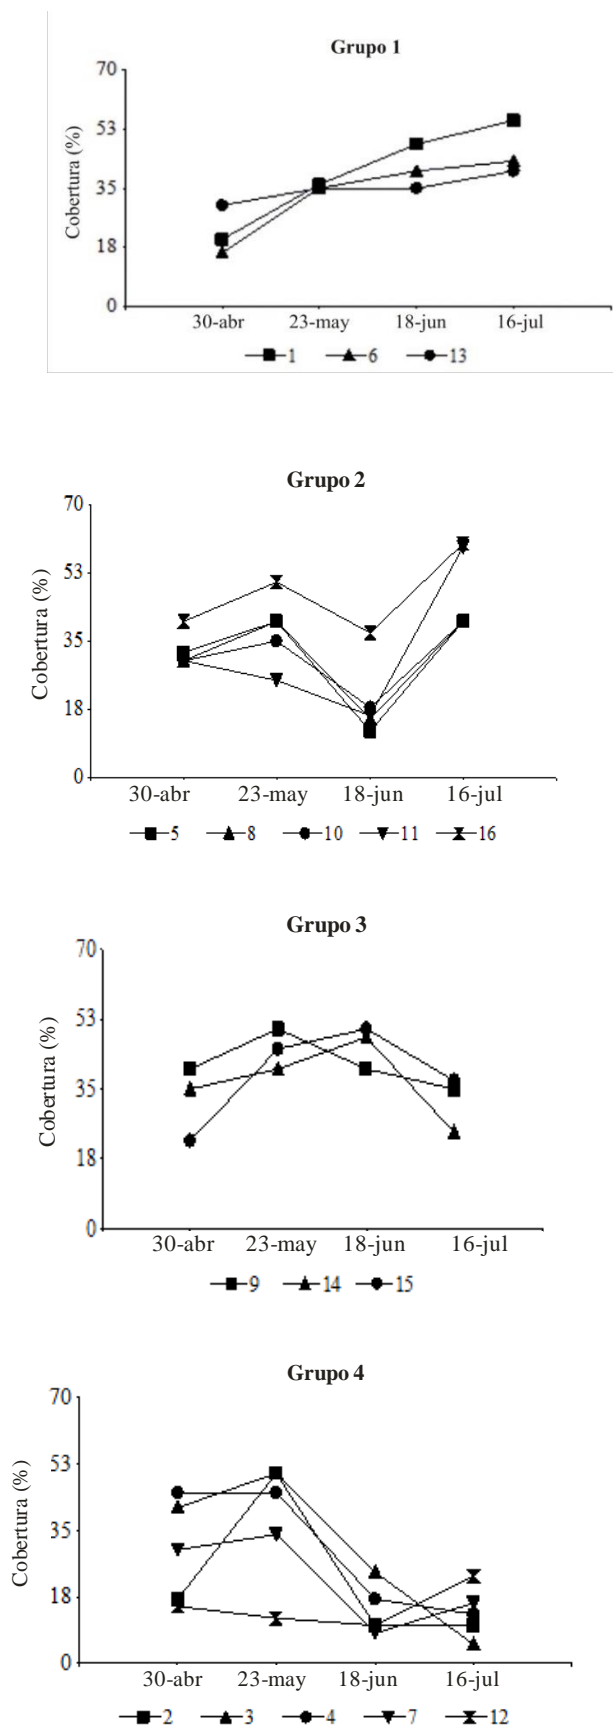 Grupo 1
Cobertura (%)
70
53
35
18
0
30-abr 23-may 18-jun 16-jul
1 6 13
Grupo 2
Cobertura (%)
70
53
35
18
0
30-abr 23-may 18-jun 16-jul
5 8 10 11 16
Grupo 3
Cobertura (%)
70
53
35
18
0
30-abr 23-may 18-jun 16-jul
9 14 15
Grupo 4
Cobertura (%)
70
53
35
18
0
30-abr 23-may 18-jun 16-jul
2 3 4 7 12